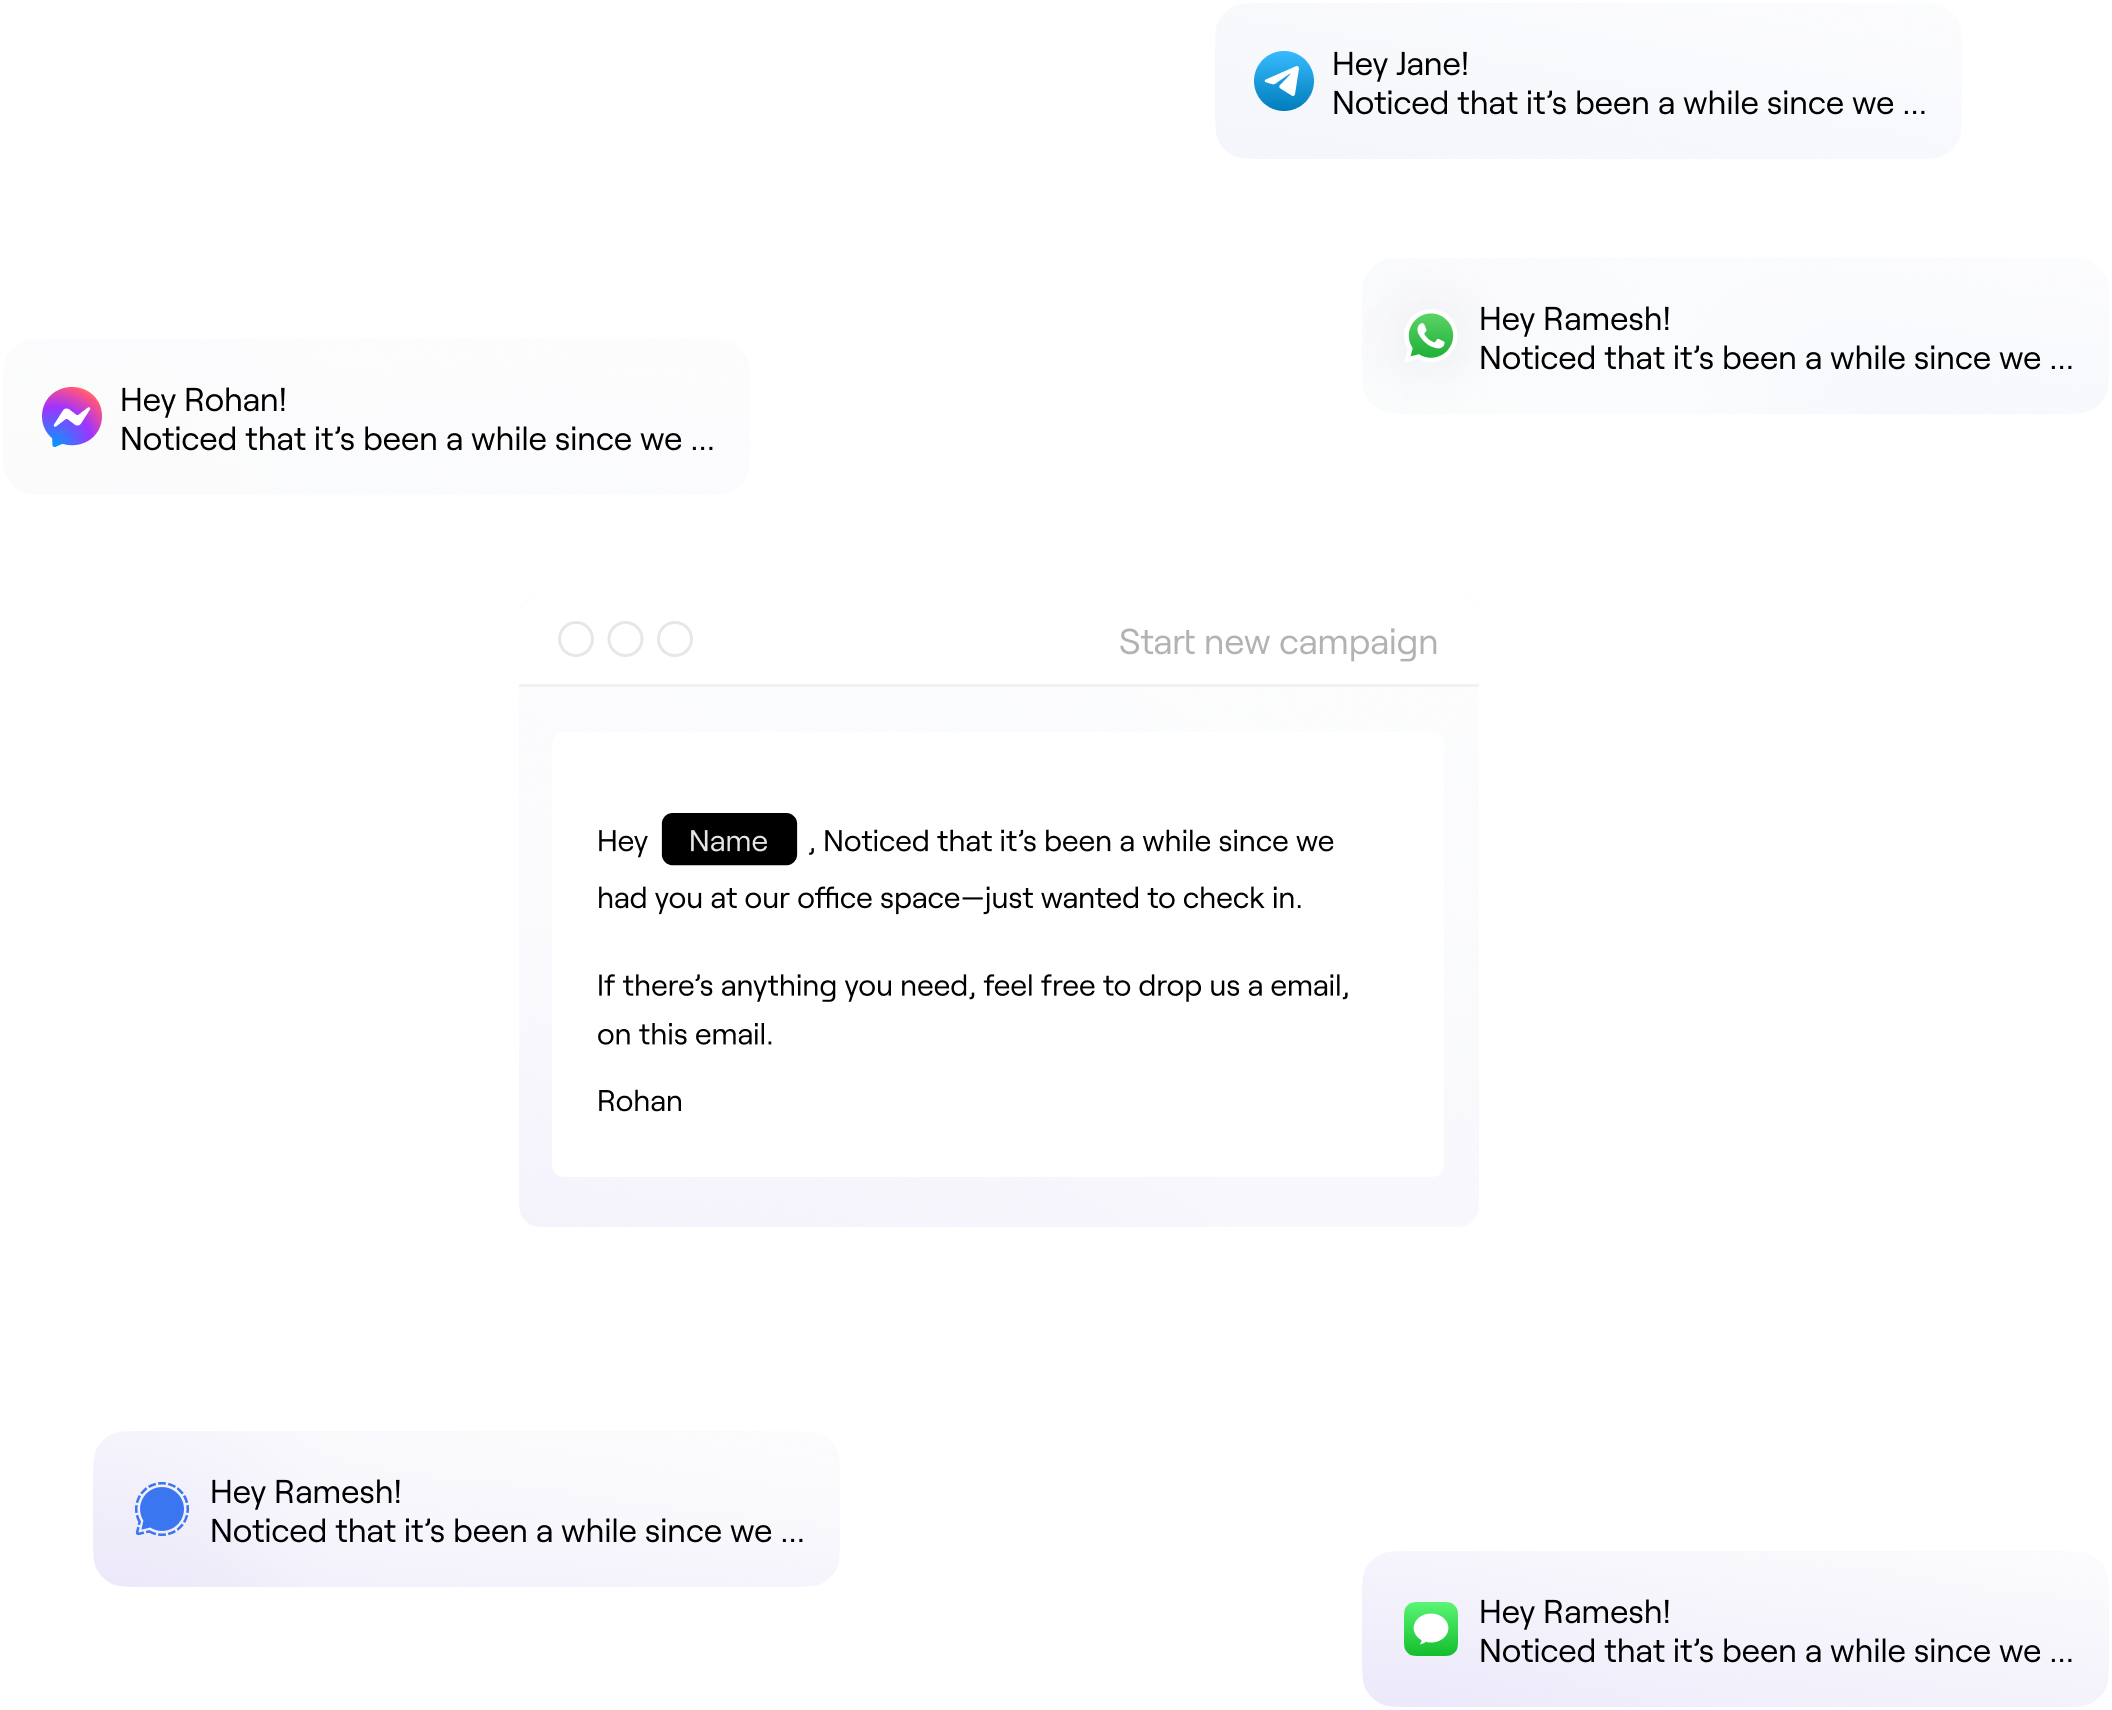 Hey Jane!
Noticed that it’s been a while since we ...
Hey Ramesh!
Noticed that it’s been a while since we ...
Hey Rohan!
Noticed that it’s been a while since we ...
Start new campaign
Hey Name , Noticed that it’s been a while since we
had you at our office space—just wanted to check in.
If there’s anything you need, feel free to drop us a email,
on this email.
Rohan
Hey Ramesh!
Noticed that it’s been a while since we ...
Hey Ramesh!
Noticed that it’s been a while since we ...